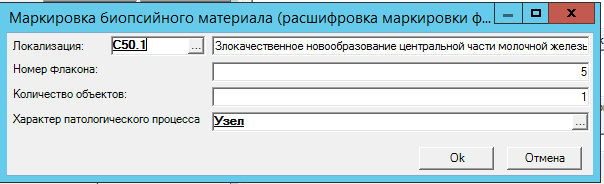 Маркировка биопсийного материала (расшифровка маркировки ф...
Локализация: C50.1 ... Злокачественное новообразование центральной части молочной железь
Номер флакона: 5
Количество объектов: 1
Характер патологического процесса Узел ...
Ok Отмена